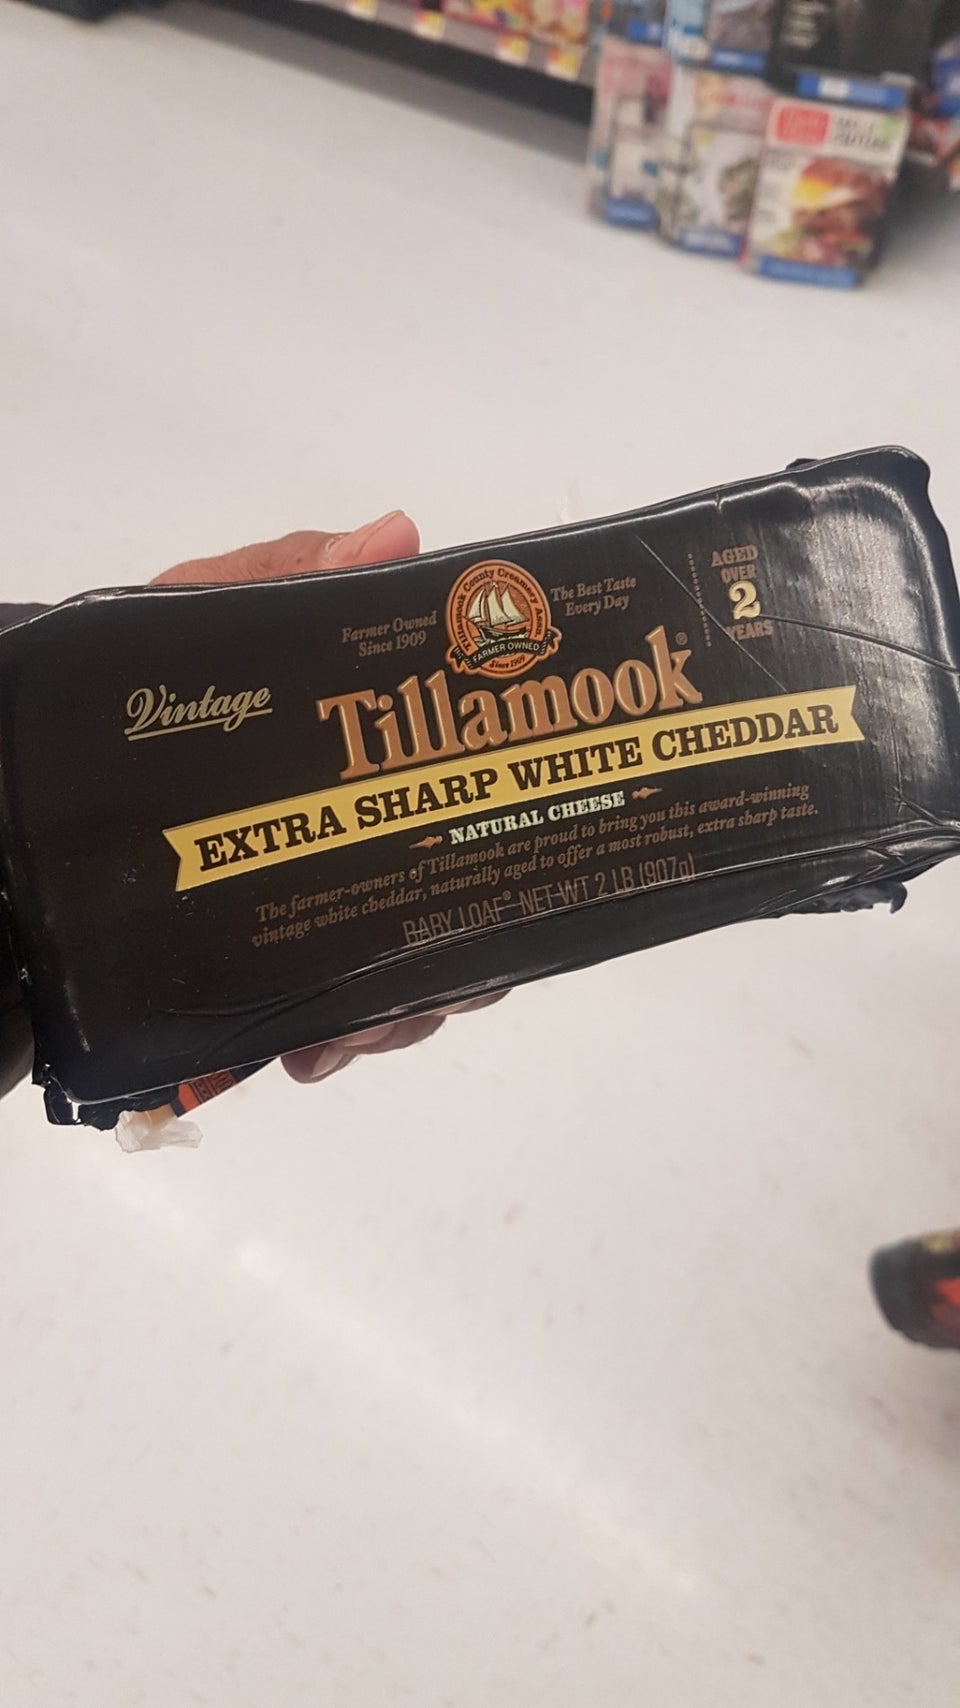 Tillamook County Creamery Assn.
FARMER OWNED
Since 1909
Farmer Owned
Since 1909
The Best Taste
Every Day
AGED
OVER
2
YEARS
Vintage
Tillamook®
EXTRA SHARP WHITE CHEDDAR
NATURAL CHEESE
The farmer-owners of Tillamook are proud to bring you this award-winning
vintage white cheddar, naturally aged to offer a most robust, extra sharp taste.
BABY LOAF® NET WT 2 LB (907g)